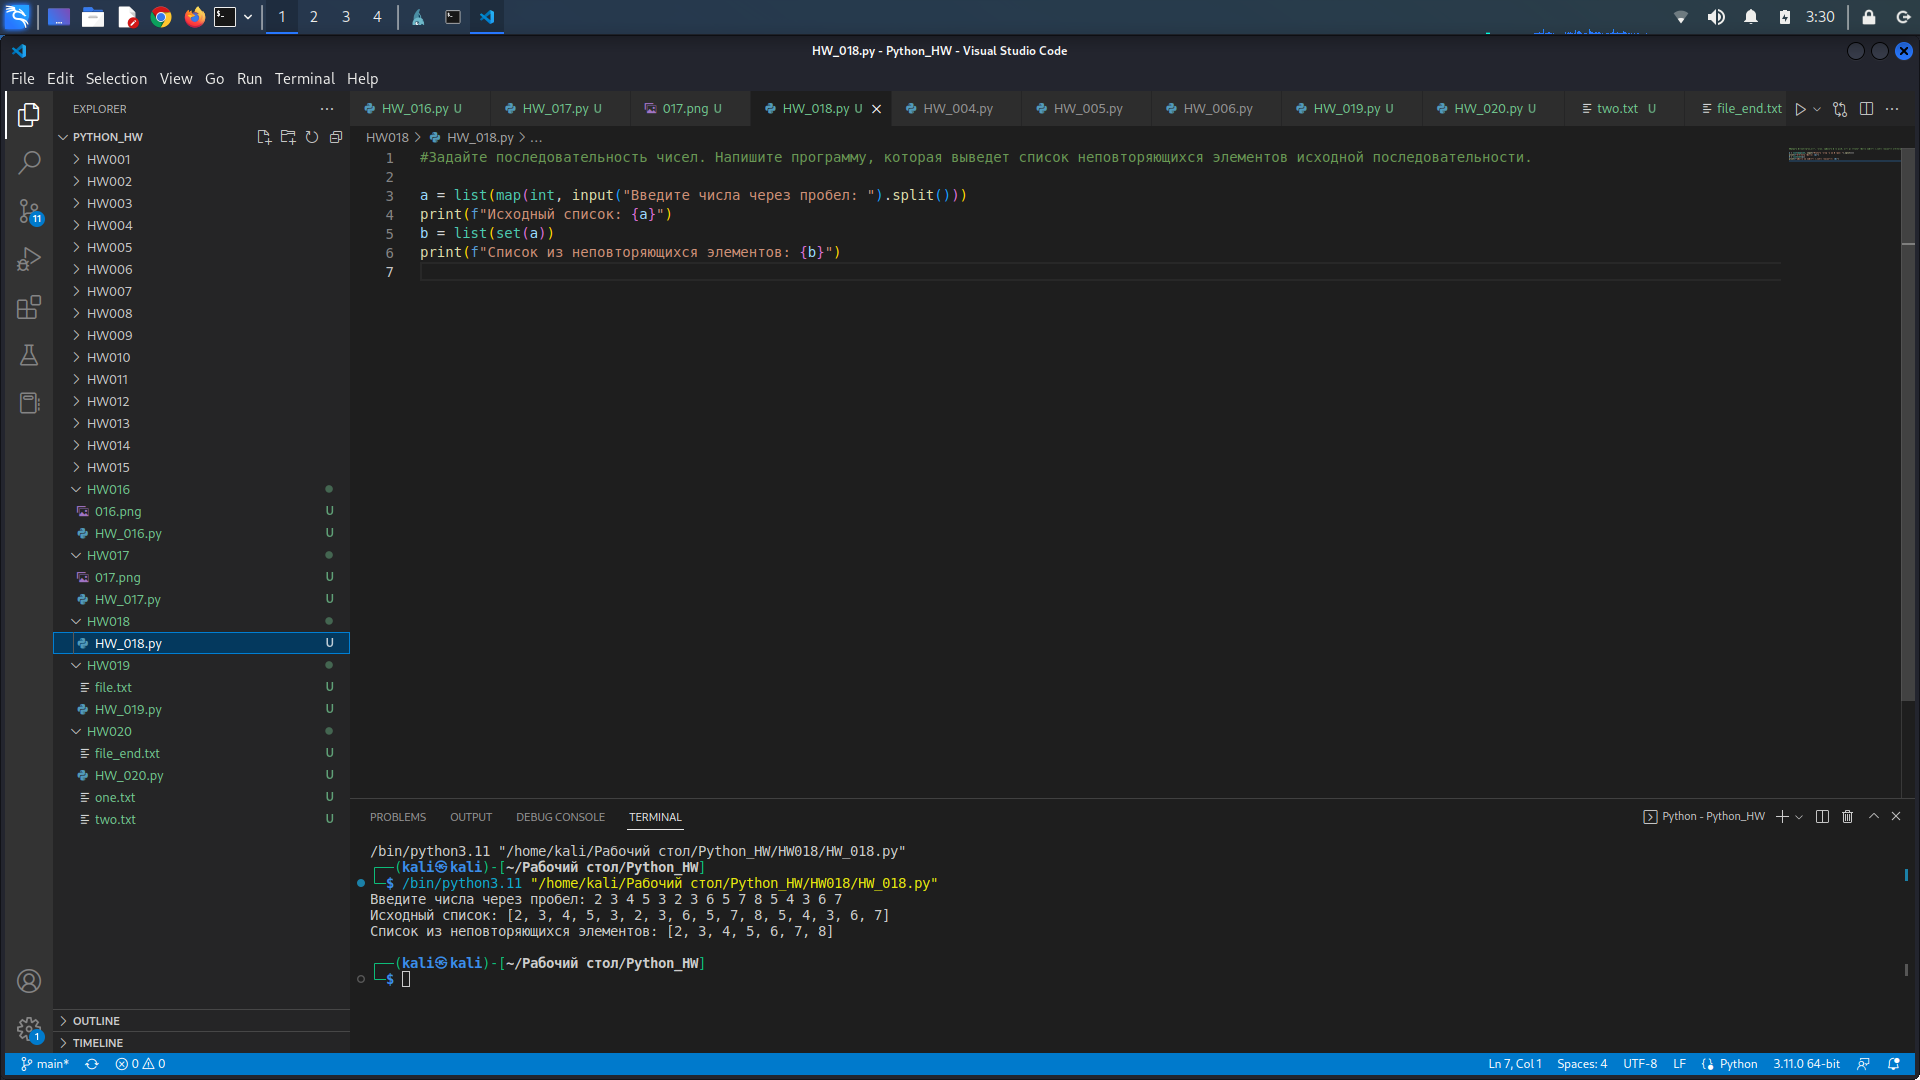 1 2 3 4 3:30
HW_018.py - Python_HW - Visual Studio Code
File Edit Selection View Go Run Terminal Help
EXPLORER
HW_016.py U HW_017.py U 017.png U HW_018.py U HW_004.py HW_005.py HW_006.py HW_019.py U HW_020.py U two.txt U file_end.txt
PYTHON_HW
HW018 > HW_018.py > ...
HW001
HW002
HW003
HW004
HW005
HW006
HW007
HW008
HW009
HW010
HW011
HW012
HW013
HW014
HW015
HW016
016.png U
HW_016.py U
HW017
017.png U
HW_017.py U
HW018
HW_018.py U
HW019
file.txt U
HW_019.py U
HW020
file_end.txt U
HW_020.py U
one.txt U
two.txt U
OUTLINE
TIMELINE
11
1
1 #Задайте последовательность чисел. Напишите программу, которая выведет список неповторяющихся элементов исходной последовательности.
2
3 a = list(map(int, input("Введите числа через пробел: ").split()))
4 print(f"Исходный список: {a}")
5 b = list(set(a))
6 print(f"Список из неповторяющихся элементов: {b}")
7
PROBLEMS OUTPUT DEBUG CONSOLE TERMINAL Python - Python_HW
/bin/python3.11 "/home/kali/Рабочий стол/Python_HW/HW018/HW_018.py"
┌──(kali㉿kali)-[~/Рабочий стол/Python_HW]
└─$ /bin/python3.11 "/home/kali/Рабочий стол/Python_HW/HW018/HW_018.py"
Введите числа через пробел: 2 3 4 5 3 2 3 6 5 7 8 5 4 3 6 7
Исходный список: [2, 3, 4, 5, 3, 2, 3, 6, 5, 7, 8, 5, 4, 3, 6, 7]
Список из неповторяющихся элементов: [2, 3, 4, 5, 6, 7, 8]
┌──(kali㉿kali)-[~/Рабочий стол/Python_HW]
└─$
main* 0 0 Ln 7, Col 1 Spaces: 4 UTF-8 LF Python 3.11.0 64-bit